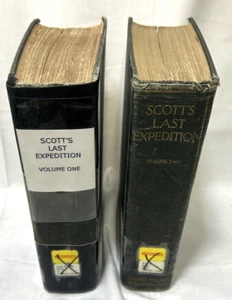 SCOTT'S
LAST
EXPEDITION
VOLUME ONE
SCOTT'S
LAST
EXPEDITION
VOLUME TWO